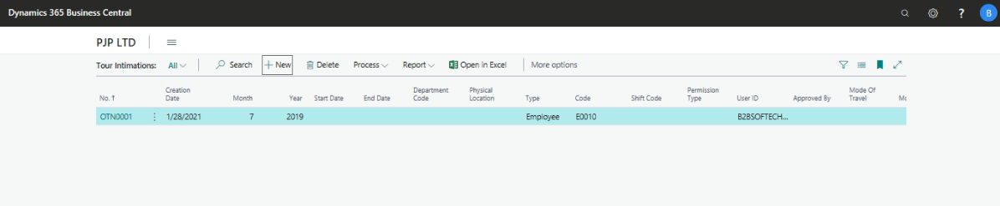 Dynamics 365 Business Central
? B
PJP LTD
Tour Intimations: All Search New Delete Process Report Open in Excel More options
No. ↑ Creation Date Month Year Start Date End Date Department Code Physical Location Type Code Shift Code Permission Type User ID Approved By Mode Of Travel
OTN0001 1/28/2021 7 2019 Employee E0010 B2BSOFTECH...